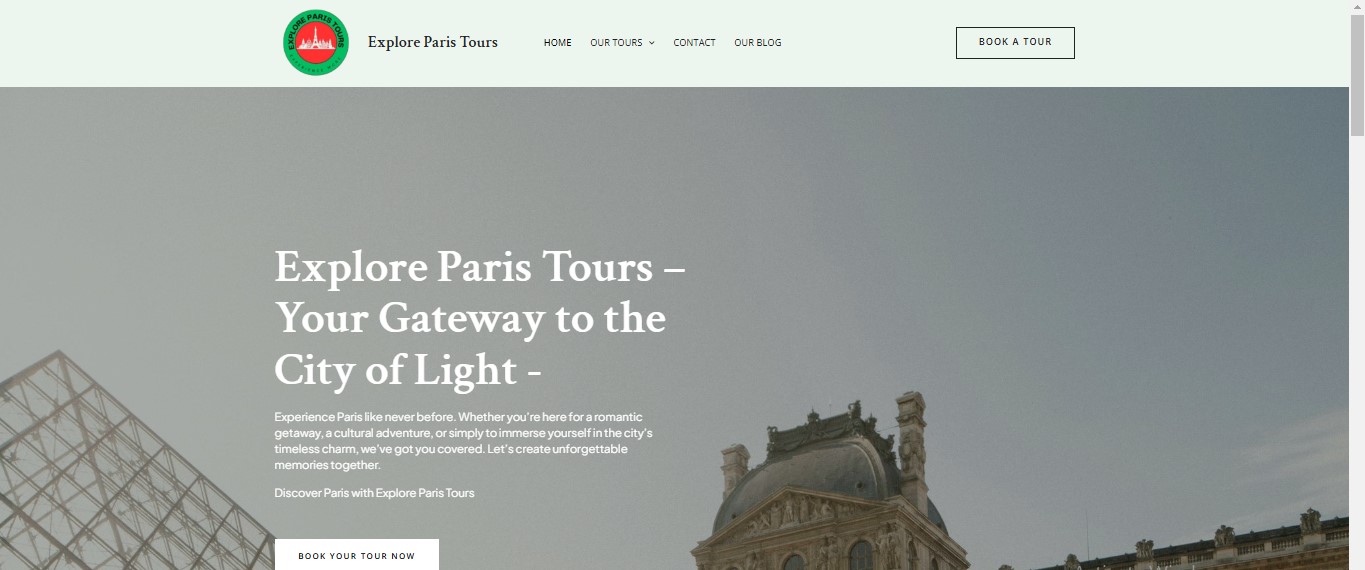 EXPLORE PARIS TOURS
Explore Paris Tours
HOME
OUR TOURS
CONTACT
OUR BLOG
BOOK A TOUR
Explore Paris Tours –
Your Gateway to the
City of Light -
Experience Paris like never before. Whether you’re here for a romantic
getaway, a cultural adventure, or simply to immerse yourself in the city’s
timeless charm, we’ve got you covered. Let’s create unforgettable
memories together.
Discover Paris with Explore Paris Tours
BOOK YOUR TOUR NOW